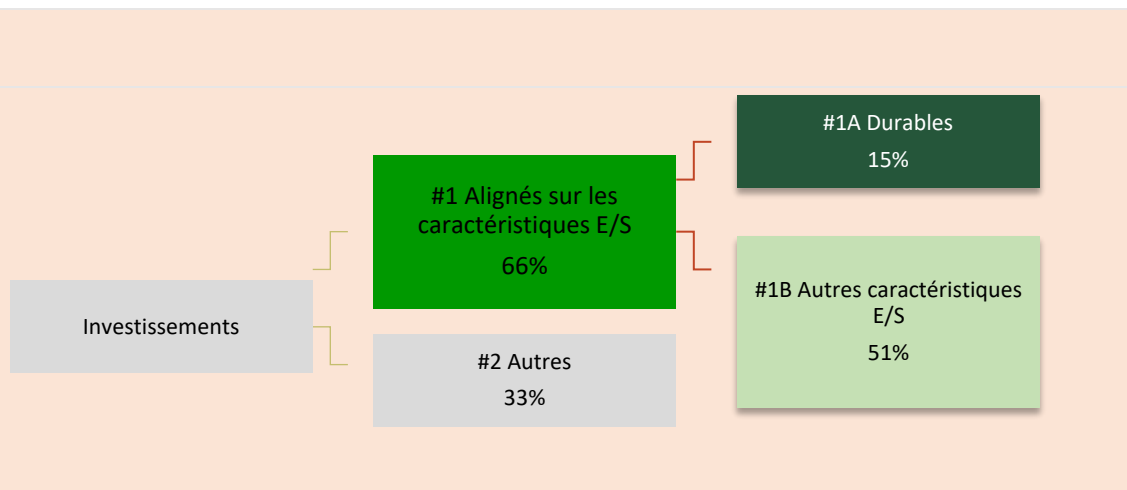 Investissements
#1 Alignés sur les
caractéristiques E/S
66%
#2 Autres
33%
#1A Durables
15%
#1B Autres caractéristiques
E/S
51%